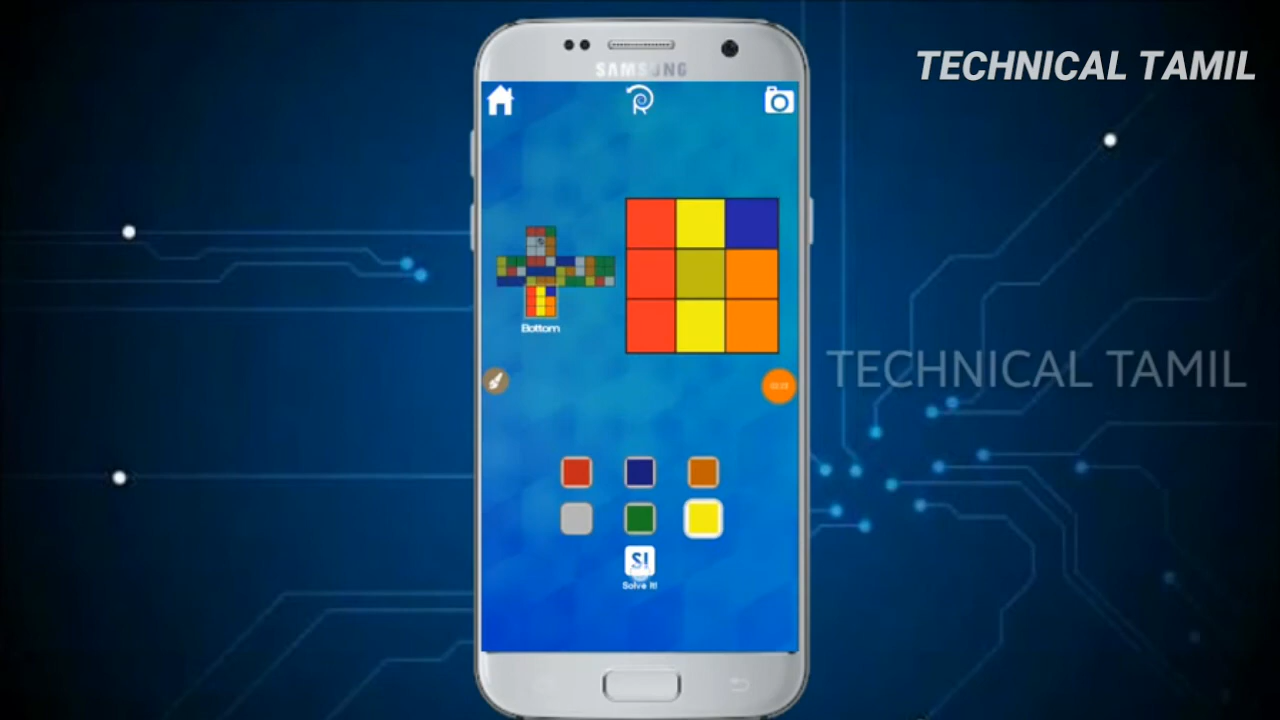 TECHNICAL TAMIL
SAMSUNG
Bottom
TECHNICAL TAMIL
S!
Solve It!